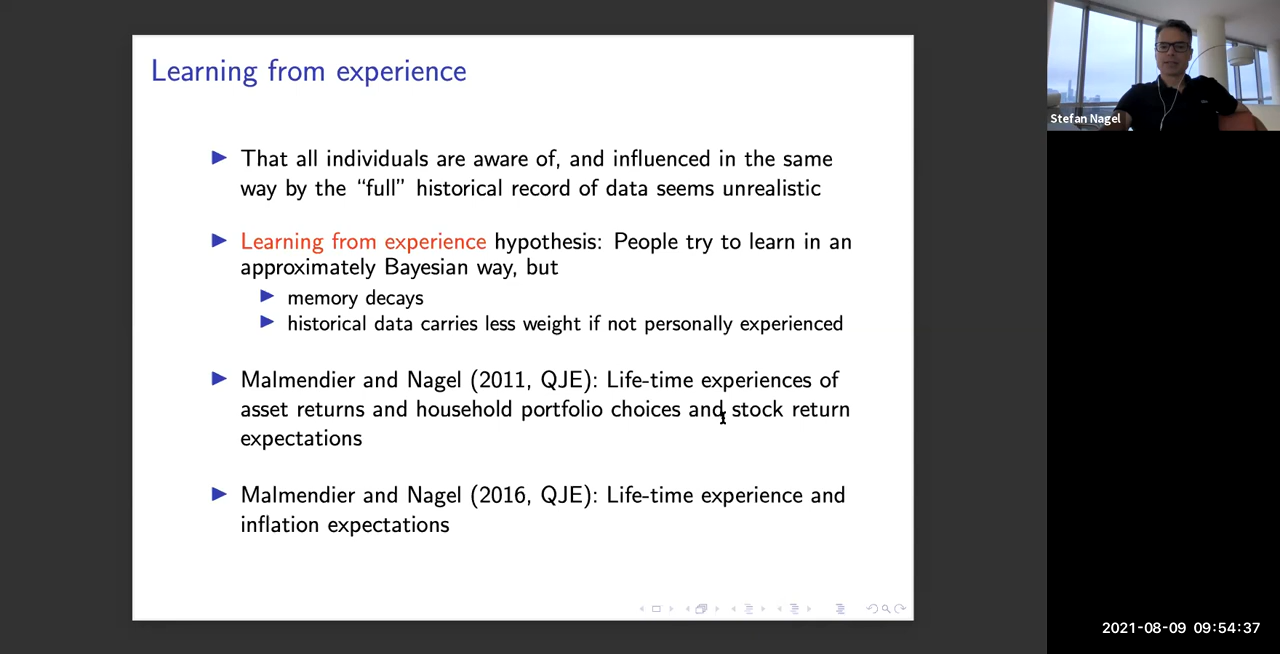 Learning from experience
That all individuals are aware of, and influenced in the same
way by the “full” historical record of data seems unrealistic
Learning from experience hypothesis: People try to learn in an
approximately Bayesian way, but
memory decays
historical data carries less weight if not personally experienced
Malmendier and Nagel (2011, QJE): Life-time experiences of
asset returns and household portfolio choices and stock return
expectations
Malmendier and Nagel (2016, QJE): Life-time experience and
inflation expectations
Stefan Nagel
2021-08-09 09:54:37